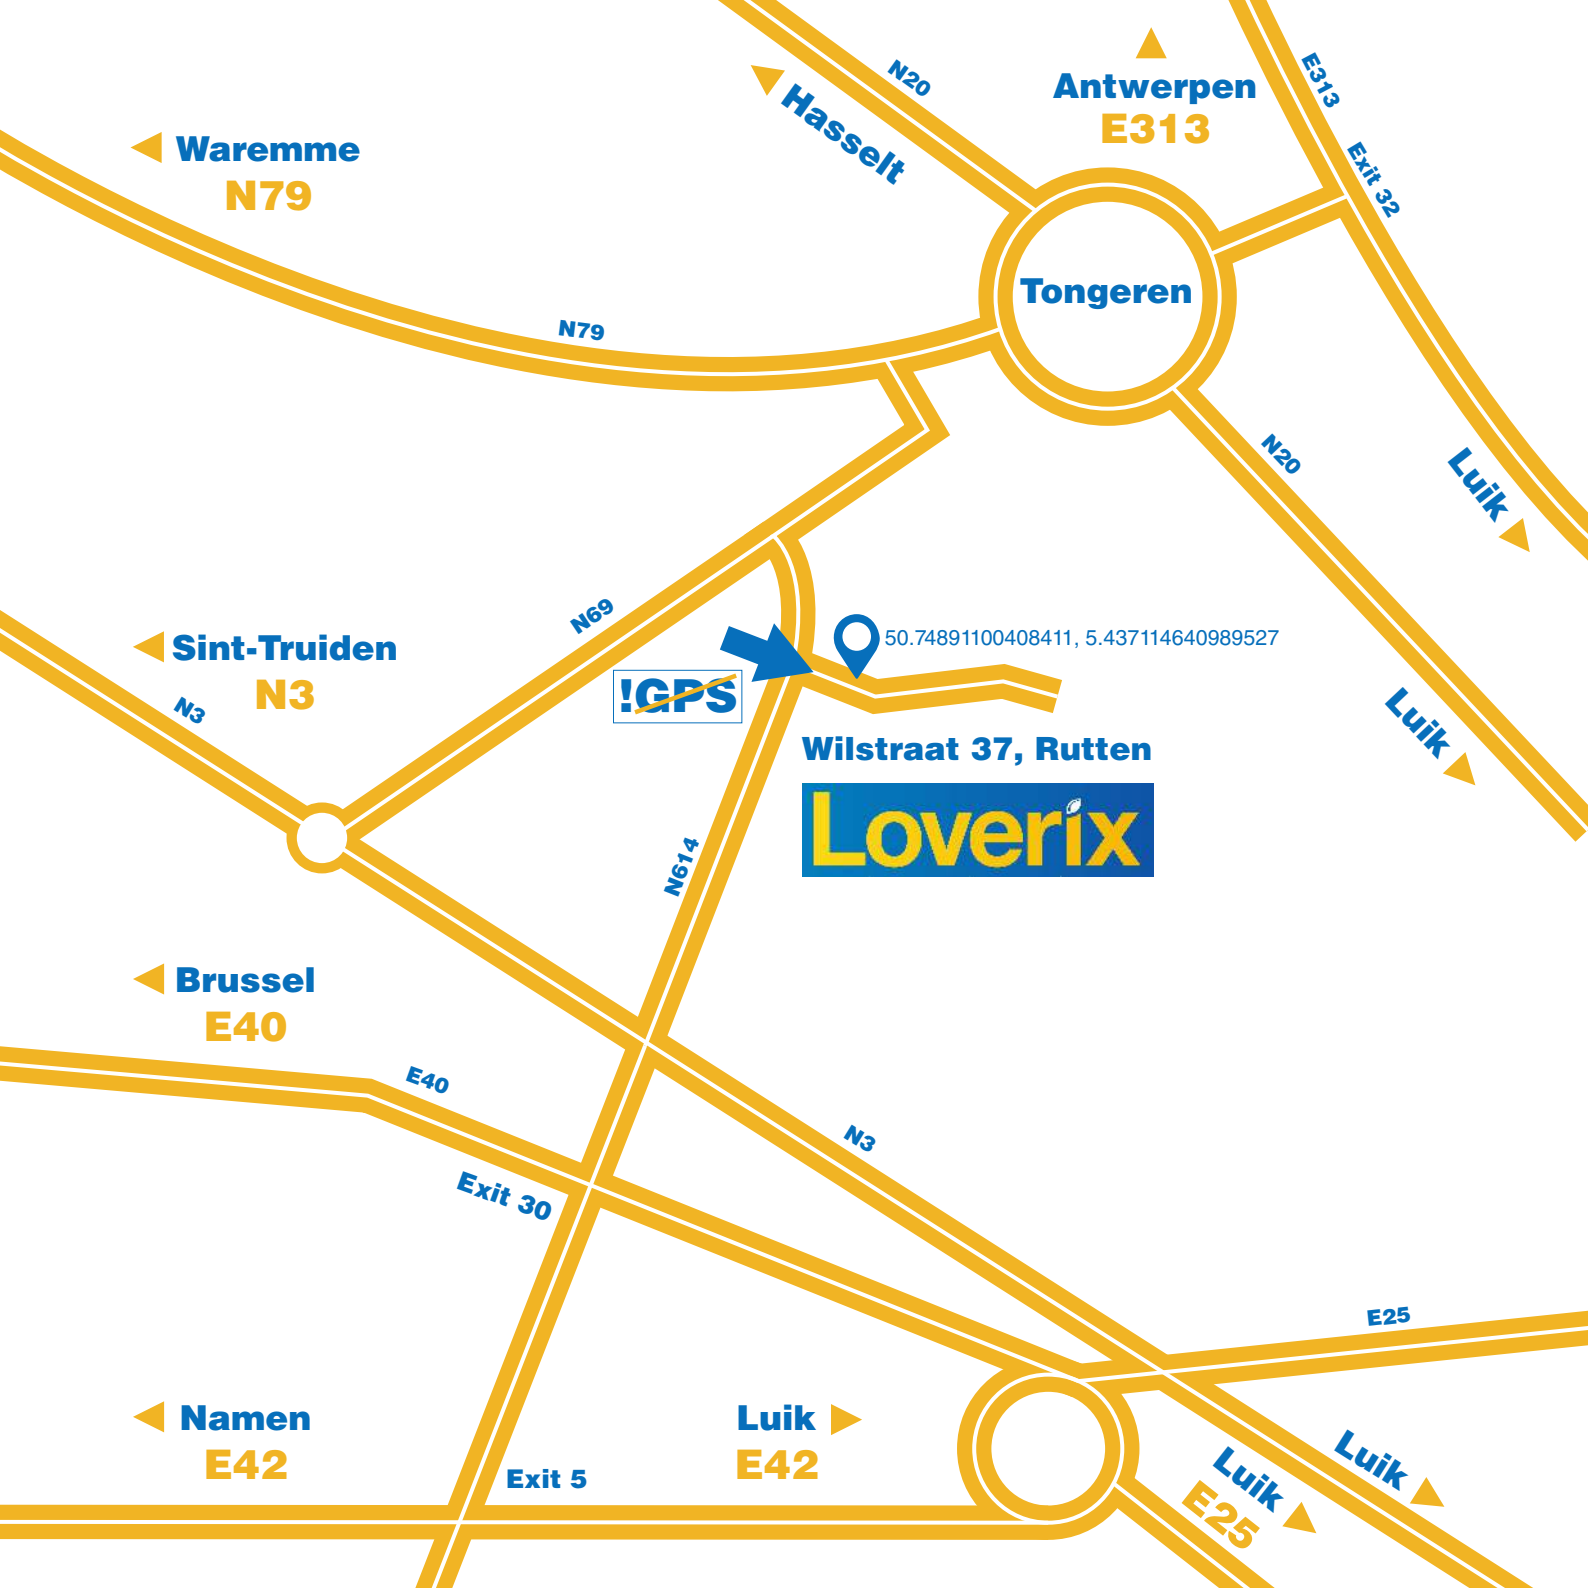 N20
Antwerpen
E313
E313
Hasselt
Exit 32
Waremme
N79
N79
Tongeren
N20
Luik
N69
Sint-Truiden
N3
N3
50.74891100408411, 5.437114640989527
!GPS
Luik
Wilstraat 37, Rutten
Loverix
N614
Brussel
E40
E40
N3
Exit 30
E25
Namen
E42
Luik
E42
Exit 5
Luik
E25
Luik